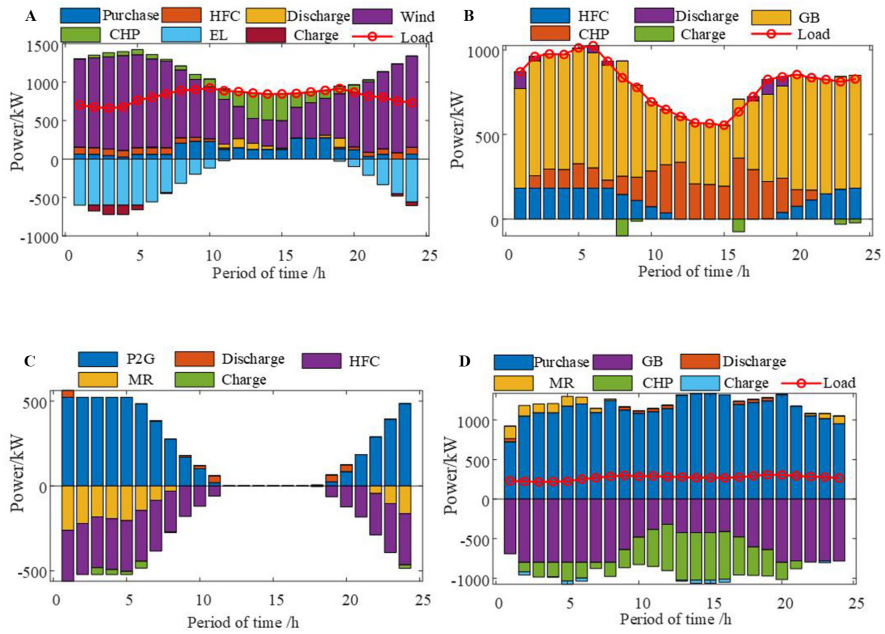 A
Purchase HFC Discharge Wind
CHP EL Charge Load
Power/kW
1500
1000
500
0
-500
-1000
0 5 10 15 20 25
Period of time /h
B
HFC Discharge GB
CHP Charge Load
Power/kW
1000
500
0
0 5 10 15 20 25
Period of time /h
C
P2G Discharge HFC
MR Charge
Power/kW
500
0
-500
0 5 10 15 20 25
Period of time /h
D
Purchase GB Discharge
MR CHP Charge Load
Power/kW
1000
500
0
-500
-1000
0 5 10 15 20 25
Period of time /h